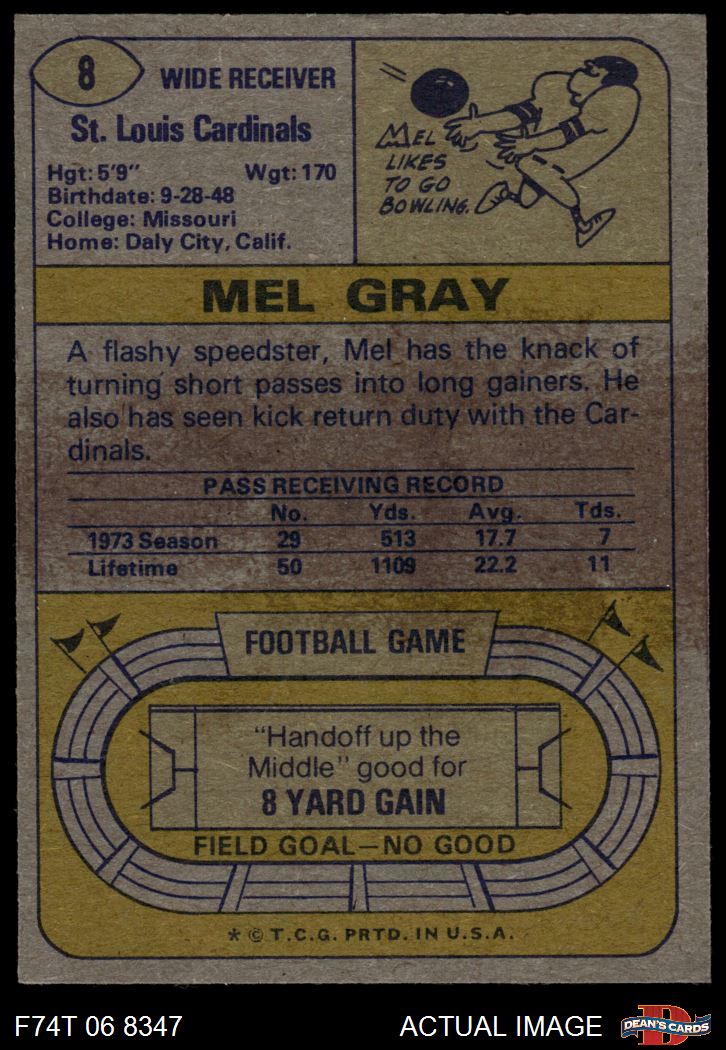 8
WIDE RECEIVER
St. Louis Cardinals
Hgt: 5'9" Wgt: 170
Birthdate: 9-28-48
College: Missouri
Home: Daly City, Calif.
MEL
LIKES
TO GO
BOWLING.
MEL GRAY
A flashy speedster, Mel has the knack of
turning short passes into long gainers. He
also has seen kick return duty with the Car-
dinals.
PASS RECEIVING RECORD
No. Yds. Avg. Tds.
1973 Season 29 513 17.7 7
Lifetime 50 1109 22.2 11
FOOTBALL GAME
"Handoff up the
Middle" good for
8 YARD GAIN
FIELD GOAL—NO GOOD
* © T.C.G. PRTD. IN U.S.A.
F74T 06 8347 ACTUAL IMAGE
D
DEAN'S CARDS